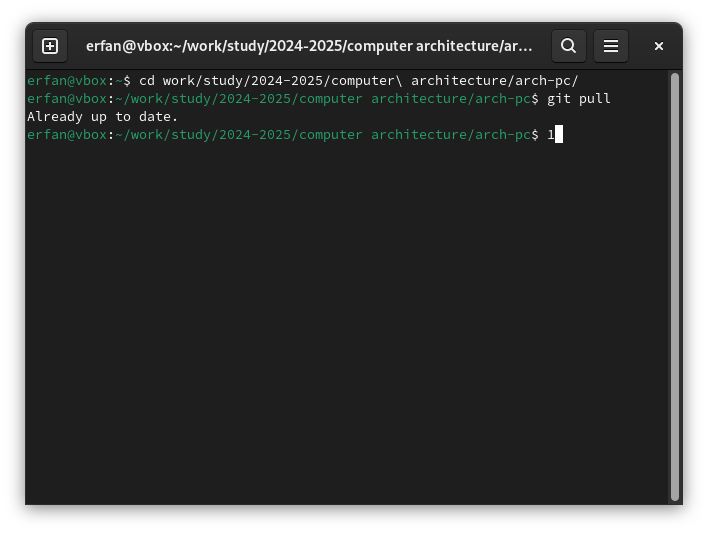 erfan@vbox:~/work/study/2024-2025/computer architecture/ar...
erfan@vbox:~$ cd work/study/2024-2025/computer\ architecture/arch-pc/
erfan@vbox:~/work/study/2024-2025/computer architecture/arch-pc$ git pull
Already up to date.
erfan@vbox:~/work/study/2024-2025/computer architecture/arch-pc$ 1